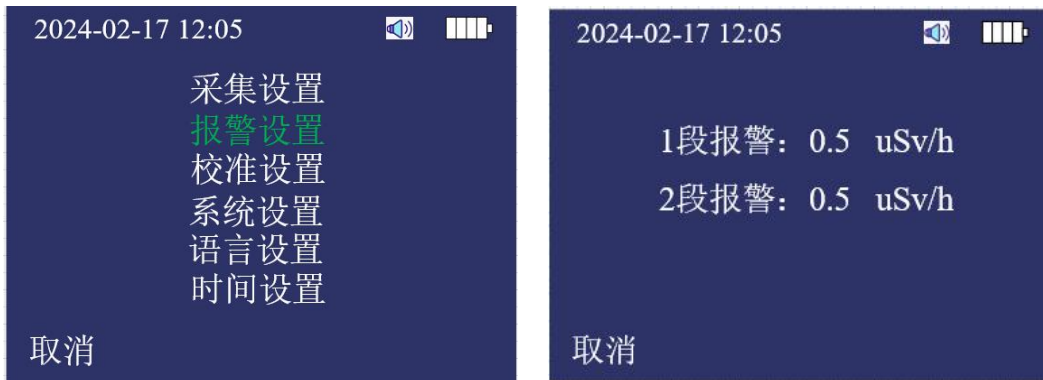 2024-02-17 12:05
采集设置
报警设置
校准设置
系统设置
语言设置
时间设置
取消
2024-02-17 12:05
1段报警：0.5 uSv/h
2段报警：0.5 uSv/h
取消